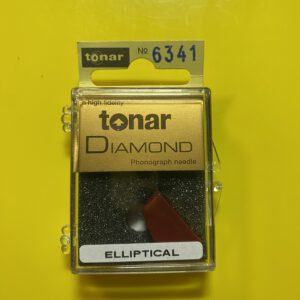 tonar No 6341
a high fidelity
tonar
DIAMOND
Phonograph needle
ELLIPTICAL